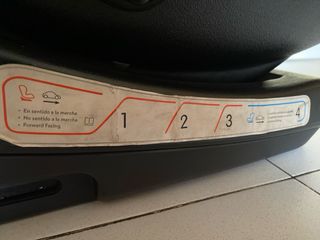 • En sentido a la marcha
• No sentido a la marcha
• Forward Facing
1
2
3
4